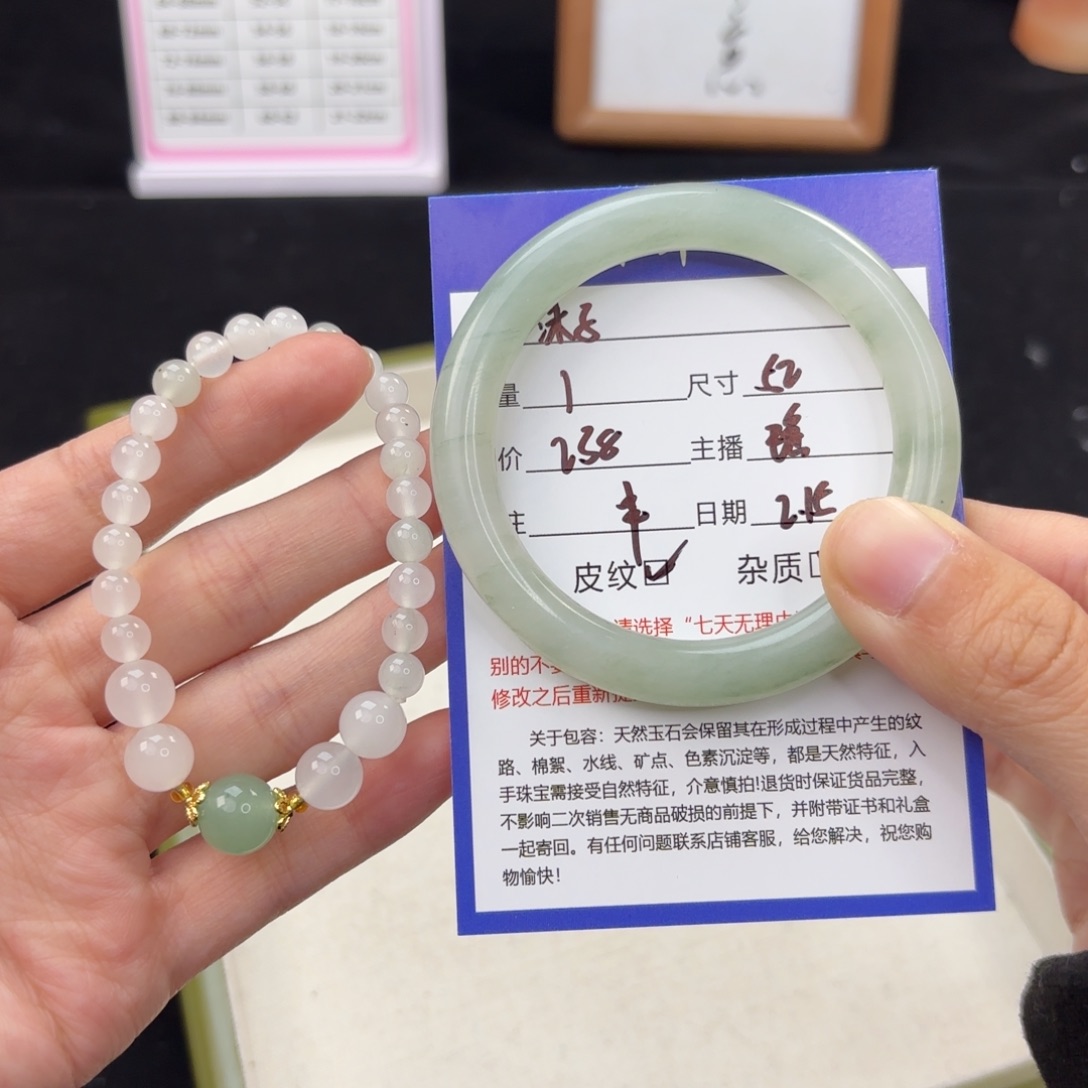 冰石
量 1 尺寸 52
价 258 主播 瑶
主 丰 日期 2.15
皮纹 杂质
请选择“七天无理由
别的不
修改之后重新
关于包容：天然玉石会保留其在形成过程中产生的纹
路、棉絮、水线、矿点、色素沉淀等，都是天然特征，入
手珠宝需接受自然特征，介意慎拍!退货时保证货品完整，
不影响二次销售无商品破损的前提下，并附带证书和礼盒
一起寄回。有任何问题联系店铺客服，给您解决，祝您购
物愉快！